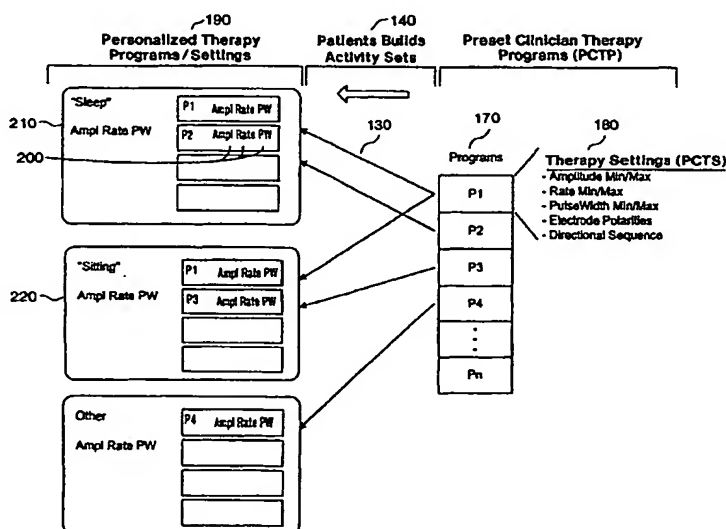 190
140
Personalized Therapy
Programs/Settings
Patients Builds
Activity Sets
Preset Clinician Therapy
Programs (PCTP)
210
"Sleep"
Ampl Rate PW
200
P1 Ampl Rate PW
P2 Ampl Rate PW
130
170
180
Programs
P1
P2
P3
P4
Pn
Therapy Settings (PCTS)
- Amplitude Min/Max
- Rate Min/Max
- PulseWidth Min/Max
- Electrode Polarities
- Directional Sequence
220
"Sitting"
Ampl Rate PW
P1 Ampl Rate PW
P3 Ampl Rate PW
Other
Ampl Rate PW
P4 Ampl Rate PW